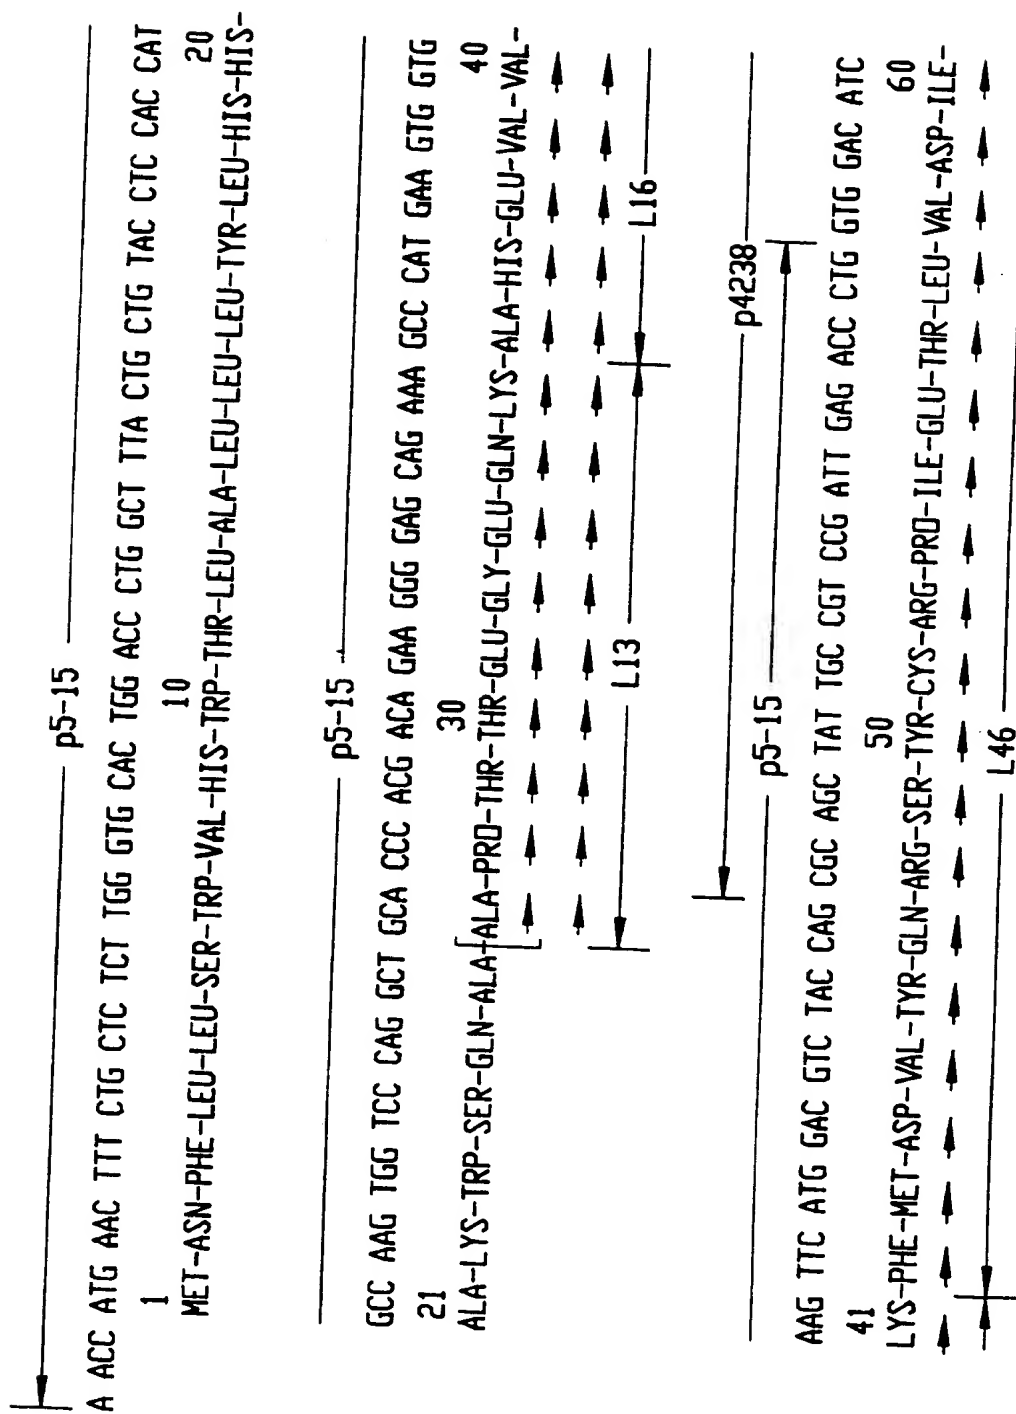 p5-15
A ACC ATG AAC TTT CTG CTC TCT TGG GTG CAC TGG ACC CTG GCT TTA CTG CTG TAC CTC CAC CAT
1 10 20
MET-ASN-PHE-LEU-LEU-SER-TRP-VAL-HIS-TRP-THR-LEU-ALA-LEU-LEU-LEU-TYR-LEU-HIS-HIS-
p5-15
GCC AAG TGG TCC CAG GCT GCA CCC ACG ACA GAA GGG GAG CAG AAA GCC CAT GAA GTG GTG
21 30 40
ALA-LYS-TRP-SER-GLN-ALA-ALA-PRO-THR-THR-GLU-GLY-GLU-GLN-LYS-ALA-HIS-GLU-VAL-VAL-
L13 L16
p4238
p5-15
AAG TTC ATG GAC GTC TAC CAG CGC AGC TAT TGC CGT CCG ATT GAG ACC CTG GTG GAC ATC
41 50 60
LYS-PHE-MET-ASP-VAL-TYR-GLN-ARG-SER-TYR-CYS-ARG-PRO-ILE-GLU-THR-LEU-VAL-ASP-ILE-
L46